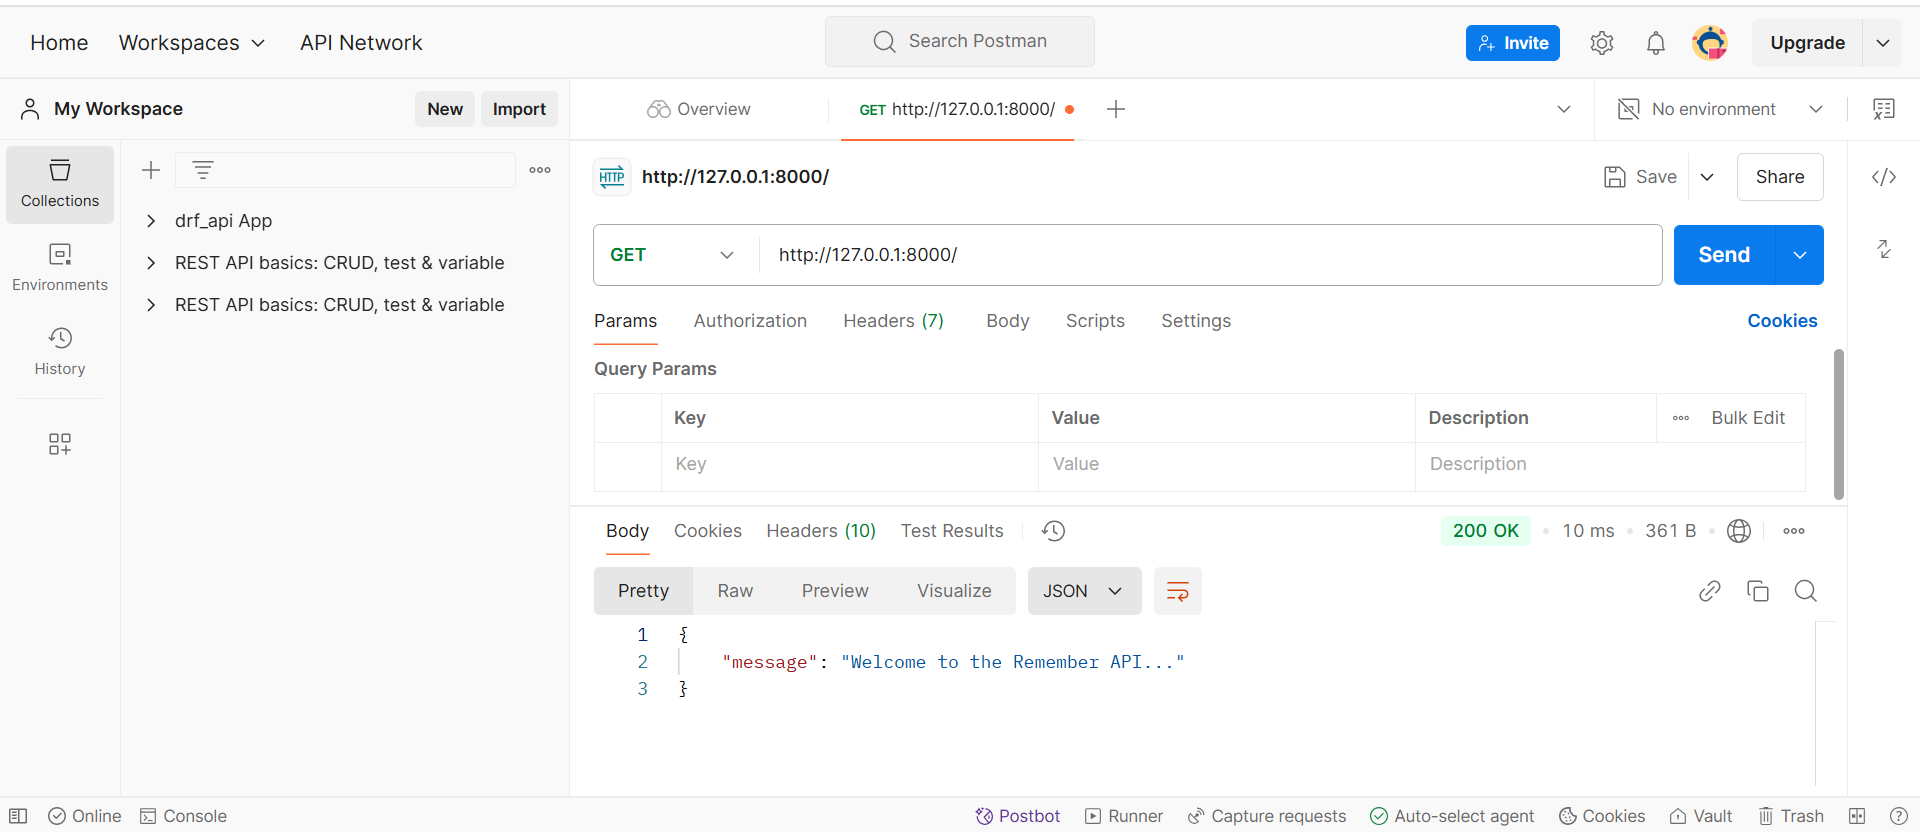 Home Workspaces API Network Search Postman Invite Upgrade
My Workspace New Import Overview GET http://127.0.0.1:8000/ No environment
Collections
Environments
History
drf_api App
REST API basics: CRUD, test & variable
REST API basics: CRUD, test & variable
HTTP http://127.0.0.1:8000/ Save Share
GET http://127.0.0.1:8000/ Send
Params Authorization Headers (7) Body Scripts Settings Cookies
Query Params
Key Value Description Bulk Edit
Key Value Description
Body Cookies Headers (10) Test Results 200 OK • 10 ms • 361 B •
Pretty Raw Preview Visualize JSON
1 {
2 "message": "Welcome to the Remember API..."
3 }
Online Console Postbot Runner Capture requests Auto-select agent Cookies Vault Trash